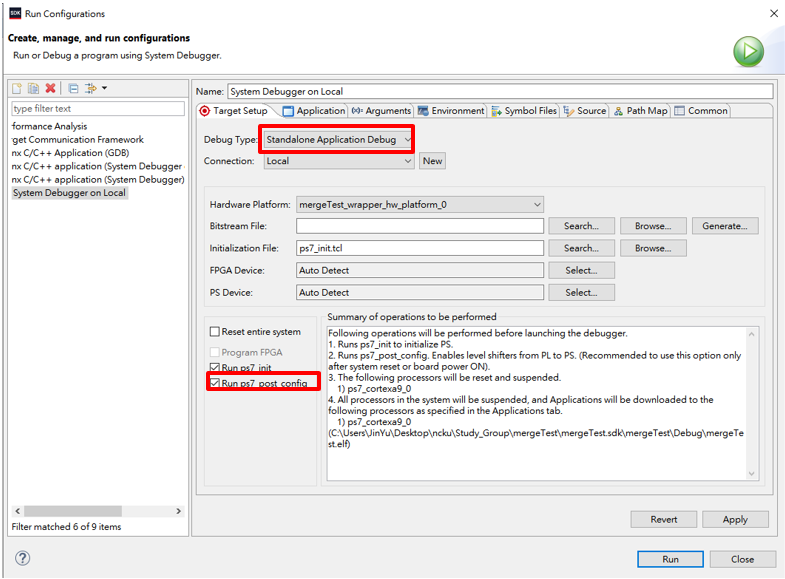 SDK Run Configurations
Create, manage, and run configurations
Run or Debug a program using System Debugger.
type filter text
formance Analysis
get Communication Framework
nx C/C++ Application (GDB)
nx C/C++ application (System Debugger
nx C/C++ application (System Debugger)
System Debugger on Local
Filter matched 6 of 9 items
Name: System Debugger on Local
Target Setup Application (x)= Arguments Environment Symbol Files Source Path Map Common
Debug Type: Standalone Application Debug
Connection: Local New
Hardware Platform: mergeTest_wrapper_hw_platform_0
Bitstream File: Search... Browse... Generate...
Initialization File: ps7_init.tcl Search... Browse...
FPGA Device: Auto Detect Select...
PS Device: Auto Detect Select...
Reset entire system
Program FPGA
Run ps7_init
Run ps7_post_config
Summary of operations to be performed
Following operations will be performed before launching the debugger.
1. Runs ps7_init to initialize PS.
2. Runs ps7_post_config. Enables level shifters from PL to PS. (Recommended to use this option only
after system reset or board power ON).
3. The following processors will be reset and suspended.
1) ps7_cortexa9_0
4. All processors in the system will be suspended, and Applications will be downloaded to the
following processors as specified in the Applications tab.
1) ps7_cortexa9_0
(C:\Users\JinYu\Desktop\ncku\Study_Group\mergeTest\mergeTest.sdk\mergeTest\Debug\mergeTe
st.elf)
Revert Apply
? Run Close